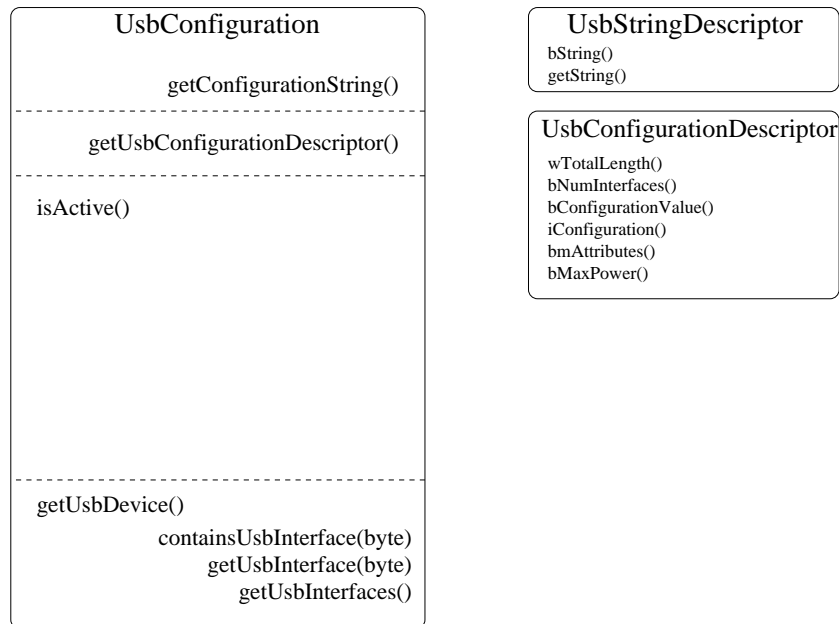 UsbConfiguration
getConfigurationString()
getUsbConfigurationDescriptor()
isActive()
getUsbDevice()
containsUsbInterface(byte)
getUsbInterface(byte)
getUsbInterfaces()
UsbStringDescriptor
bString()
getString()
UsbConfigurationDescriptor
wTotalLength()
bNumInterfaces()
bConfigurationValue()
iConfiguration()
bmAttributes()
bMaxPower()